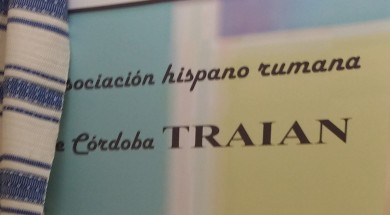 sociación hispano rumana
e Córdoba TRAIAN